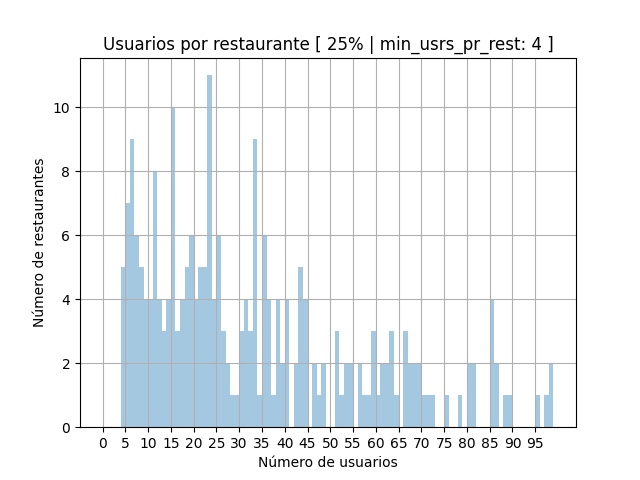 Usuarios por restaurante [ 25% | min_usrs_pr_rest: 4 ]
Número de restaurantes
10
8
6
4
2
0
0 5 10 15 20 25 30 35 40 45 50 55 60 65 70 75 80 85 90 95
Número de usuarios